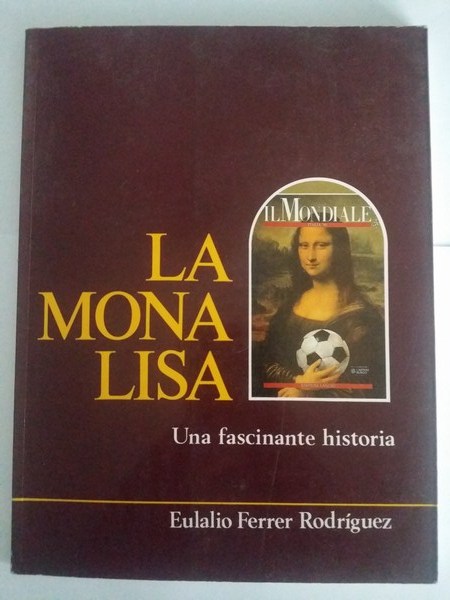 IL MONDIALE
LA
MONA
LISA
Una fascinante historia
Eulalio Ferrer Rodríguez